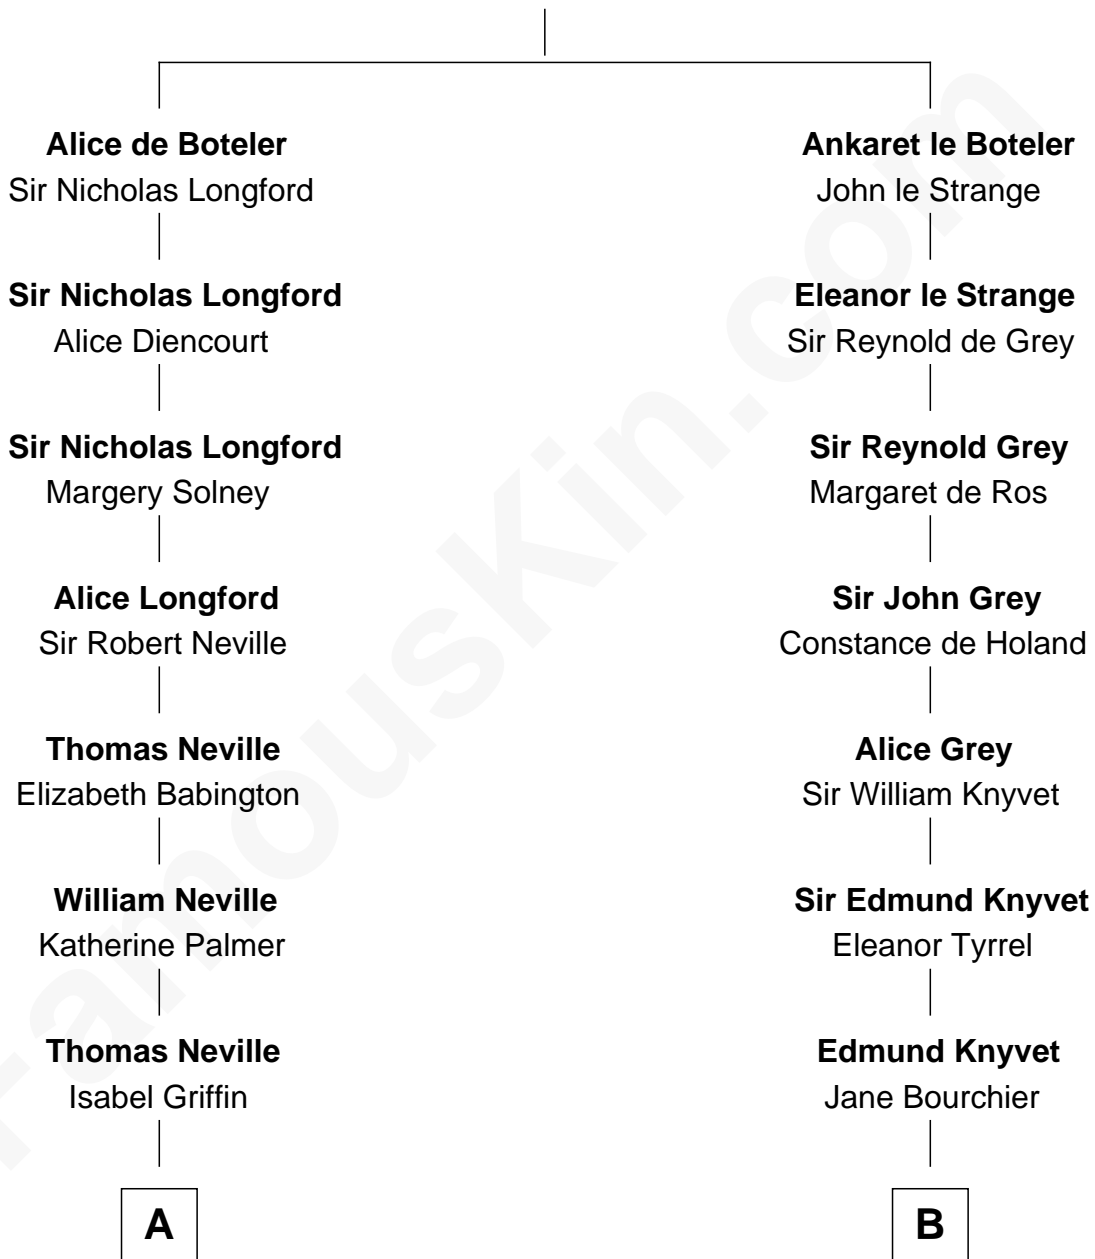 Alice de Boteler
Sir Nicholas Longford
Sir Nicholas Longford
Alice Diencourt
Sir Nicholas Longford
Margery Solney
Alice Longford
Sir Robert Neville
Thomas Neville
Elizabeth Babington
William Neville
Katherine Palmer
Thomas Neville
Isabel Griffin
A
Ankaret le Boteler
John le Strange
Eleanor le Strange
Sir Reynold de Grey
Sir Reynold Grey
Margaret de Ros
Sir John Grey
Constance de Holand
Alice Grey
Sir William Knyvet
Sir Edmund Knyvet
Eleanor Tyrrel
Edmund Knyvet
Jane Bourchier
B
FamousKin.com